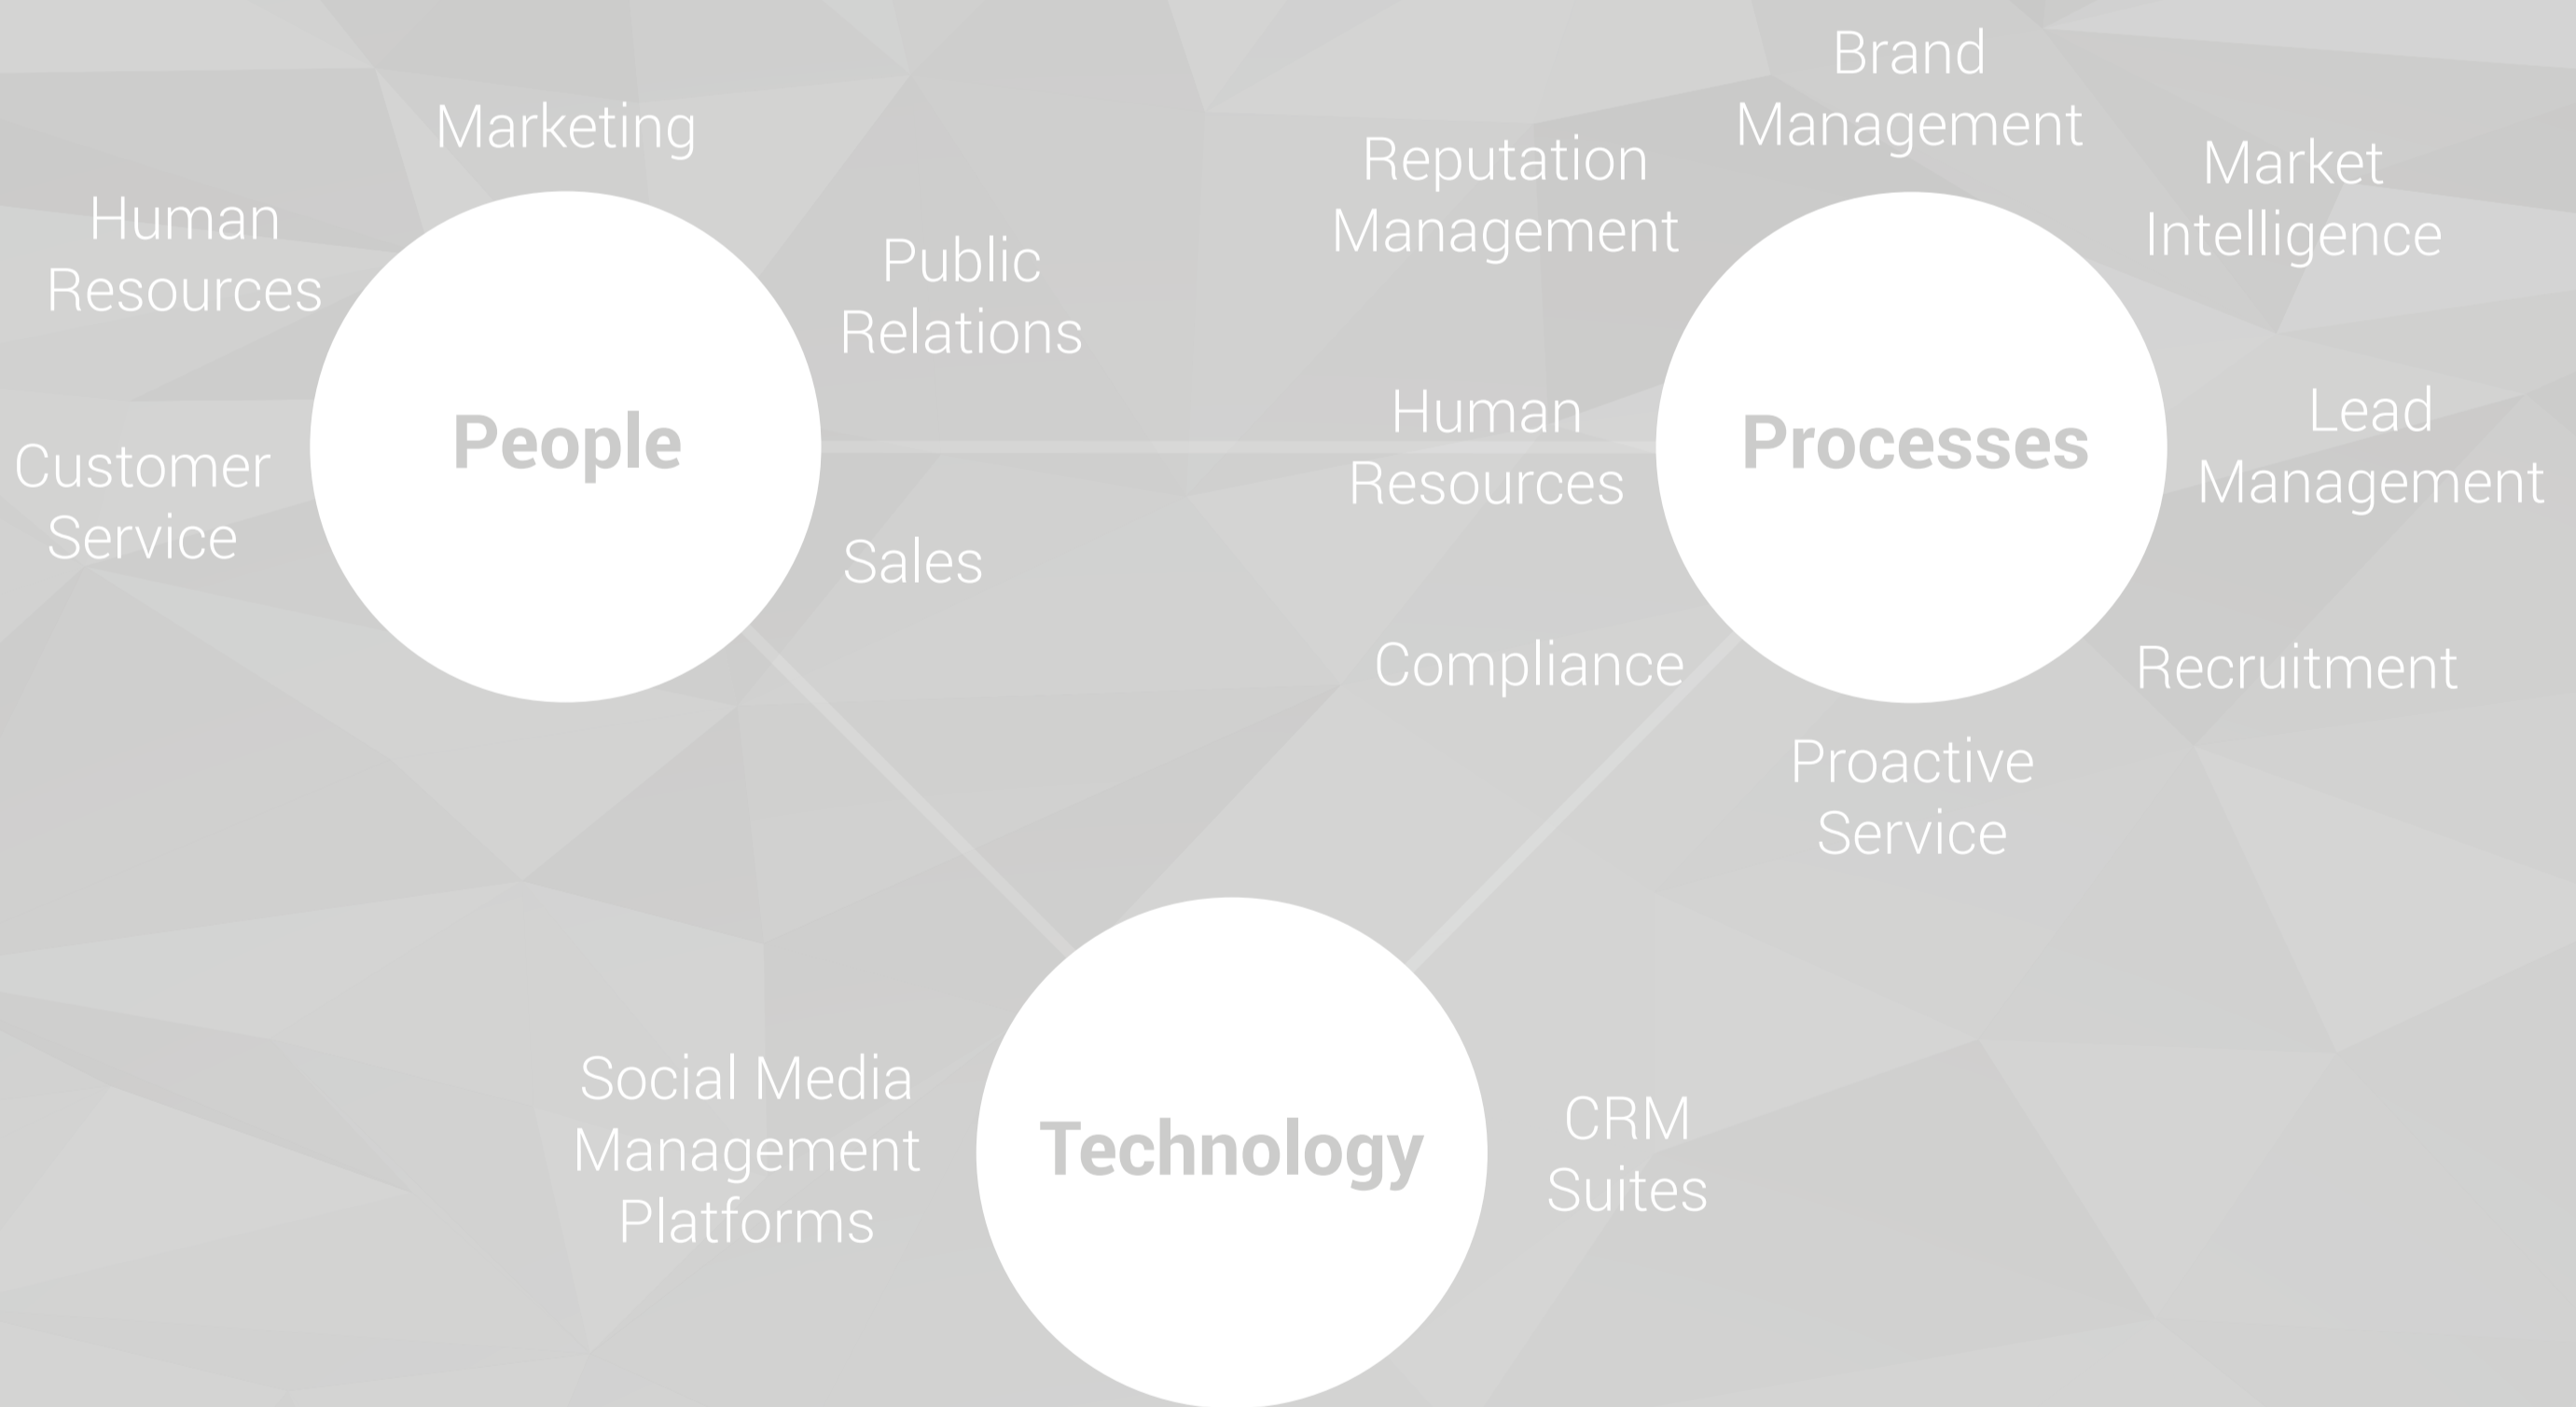 Marketing
Human
Resources
Public
Relations
People
Customer
Service
Sales
Brand
Management
Reputation
Management
Market
Intelligence
Human
Resources
Processes
Lead
Management
Compliance
Recruitment
Proactive
Service
Social Media
Management
Platforms
Technology
CRM
Suites